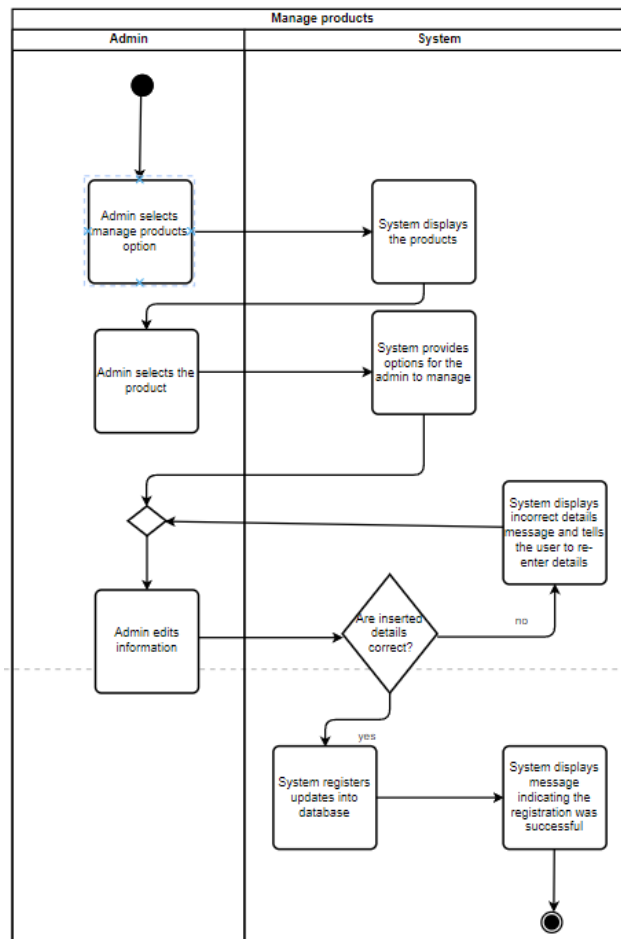 Manage products
Admin
System
Admin selects
manage products
option
System displays
the products
Admin selects the
product
System provides
options for the
admin to manage
System displays
incorrect details
message and tells
the user to re-
enter details
Admin edits
information
Are inserted
details
correct?
no
yes
System registers
updates into
database
System displays
message
indicating the
registration was
successful